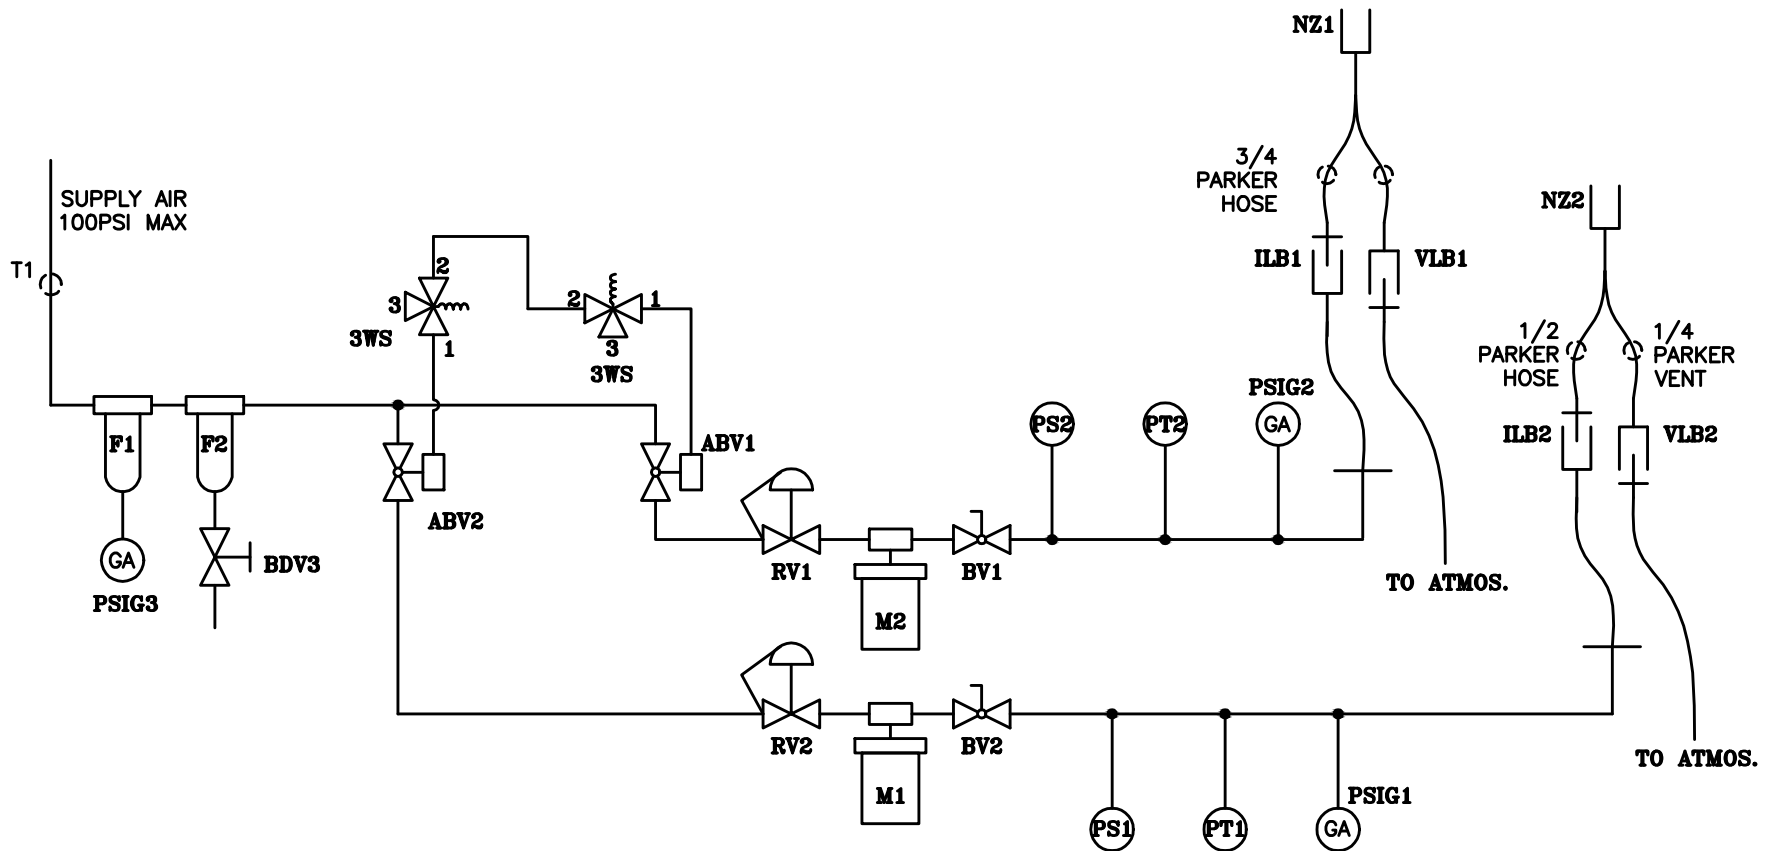 NZ1
3/4
PARKER
HOSE
NZ2
SUPPLY AIR
100PSI MAX
T1
2
3
3WS
1
2
1
3
3WS
ILB1
VLB1
1/2
PARKER
HOSE
1/4
PARKER
VENT
F1
F2
ABV1
ABV2
PS2
PT2
PSIG2
GA
ILB2
VLB2
GA
PSIG3
BDV3
RV1
M2
BV1
TO ATMOS.
RV2
M1
BV2
TO ATMOS.
PS1
PT1
PSIG1
GA